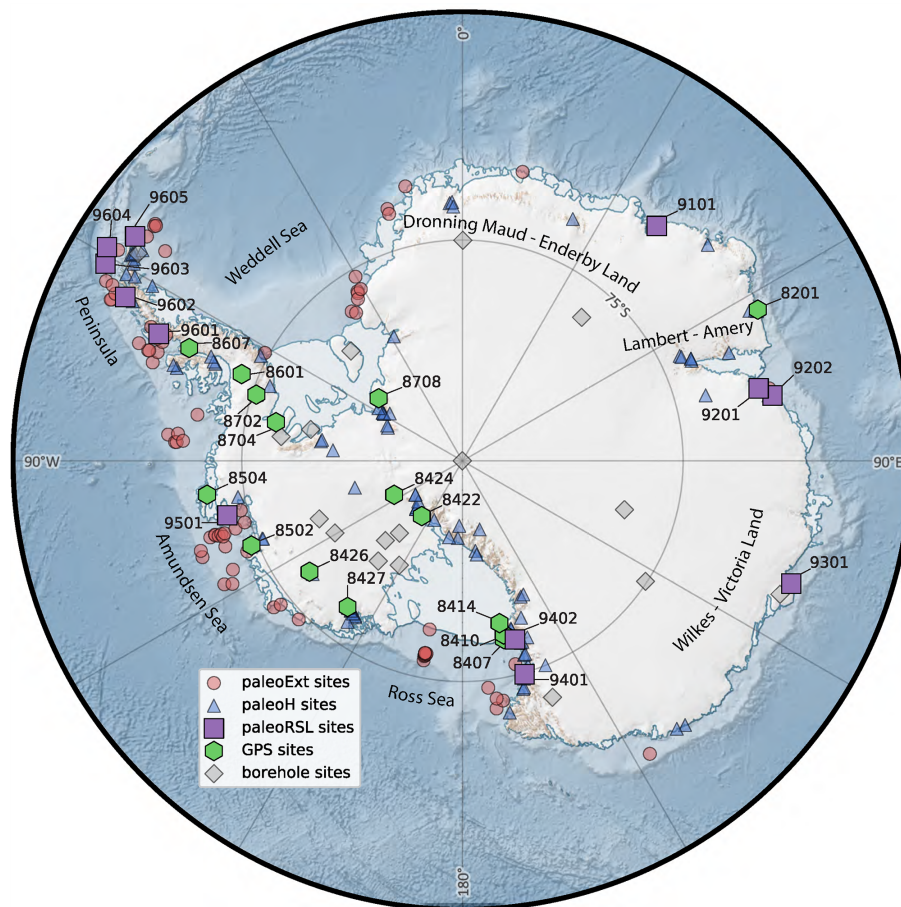 0°
9605
9604
9101
Weddell Sea
Dronning Maud - Enderby Land
9603
75°S
8201
9602
Peninsula
9601
Lambert - Amery
8607
8601
9202
8708
8702
9201
8704
90°W
90°E
8504
8424
8422
9501
Amundsen Sea
8502
Wilkes - Victoria Land
8426
9301
8427
8414
9402
8410
8407
9401
Ross Sea
paleoExt sites
paleoH sites
paleoRSL sites
GPS sites
borehole sites
180°